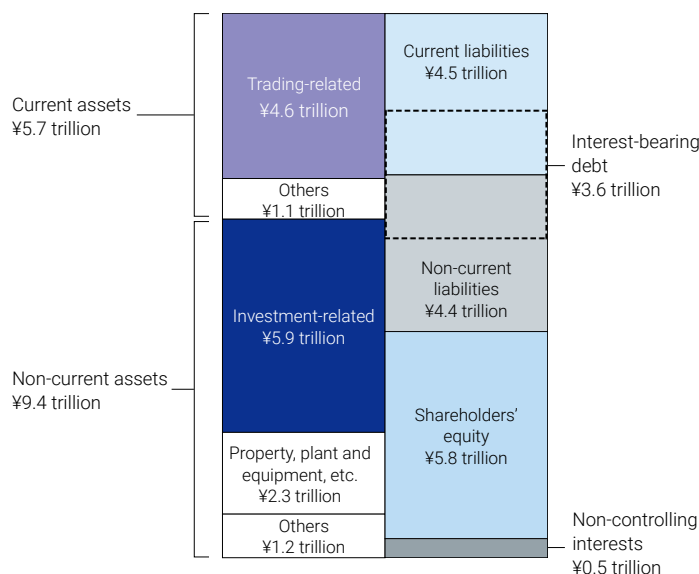 Current assets
¥5.7 trillion
Trading-related
¥4.6 trillion
Others
¥1.1 trillion
Non-current assets
¥9.4 trillion
Investment-related
¥5.9 trillion
Property, plant and
equipment, etc.
¥2.3 trillion
Others
¥1.2 trillion
Current liabilities
¥4.5 trillion
Interest-bearing
debt
¥3.6 trillion
Non-current
liabilities
¥4.4 trillion
Shareholders’
equity
¥5.8 trillion
Non-controlling
interests
¥0.5 trillion